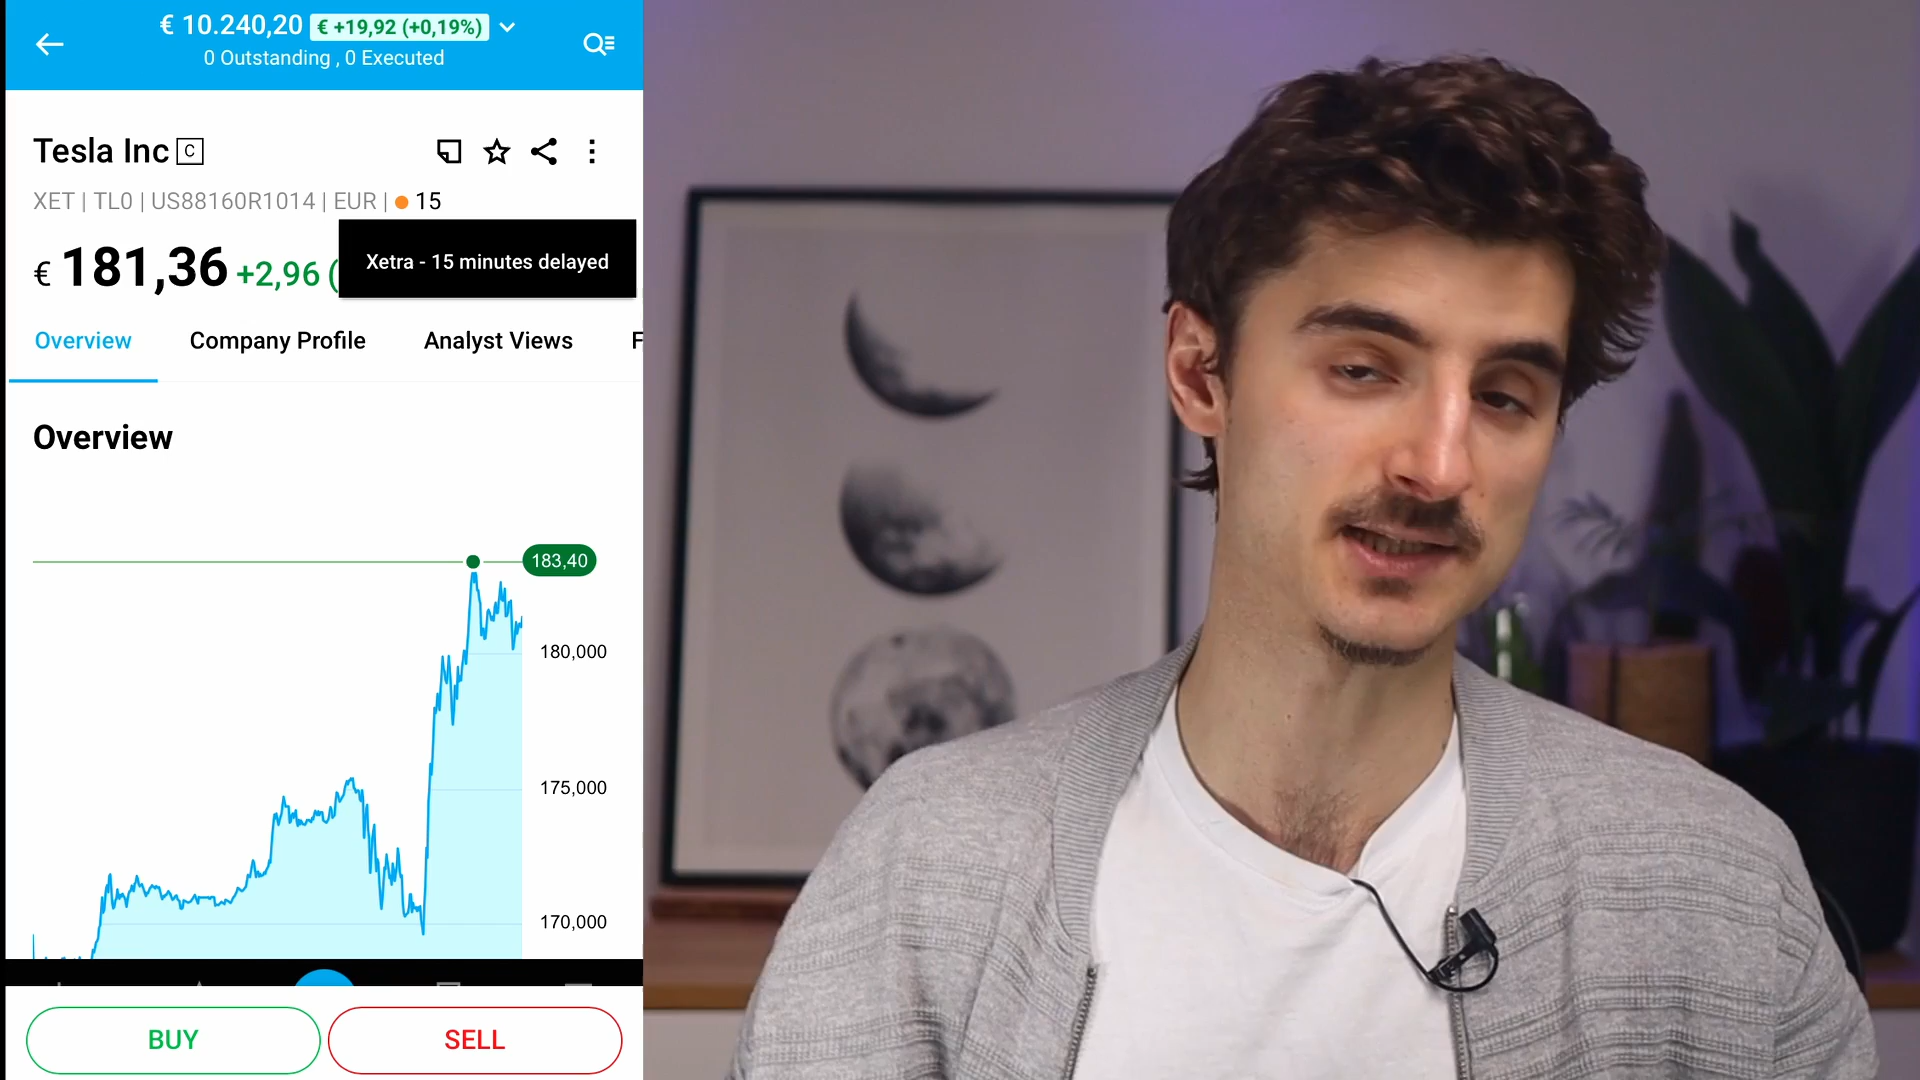 € 10.240,20 € +19,92 (+0,19%)
0 Outstanding , 0 Executed
Tesla Inc C
XET | TL0 | US88160R1014 | EUR | 15
€ 181,36 +2,96 (
Xetra - 15 minutes delayed
Overview Company Profile Analyst Views F
Overview
183,40
180,000
175,000
170,000
BUY SELL